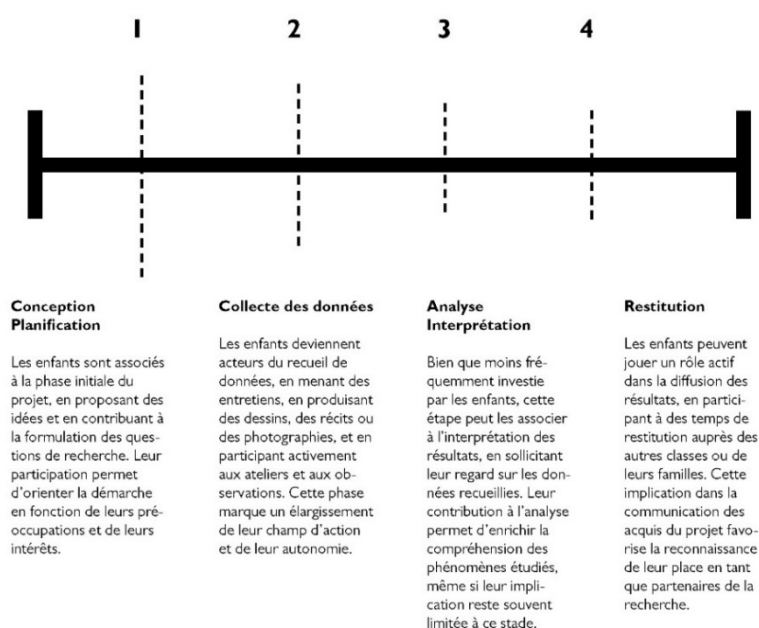 1
2
3
4
Conception
Planification
Les enfants sont associés
à la phase initiale du
projet, en proposant des
idées et en contribuant à
la formulation des ques-
tions de recherche. Leur
participation permet
d'orienter la démarche
en fonction de leurs pré-
occupations et de leurs
intérêts.
Collecte des données
Les enfants deviennent
acteurs du recueil de
données, en menant des
entretiens, en produisant
des dessins, des récits ou
des photographies, et en
participant activement
aux ateliers et aux ob-
servations. Cette phase
marque un élargissement
de leur champ d'action
et de leur autonomie.
Analyse
Interprétation
Bien que moins fré-
quemment investie
par les enfants, cette
étape peut les associer
à l'interprétation des
résultats, en sollicitant
leur regard sur les don-
nées recueillies. Leur
contribution à l'analyse
permet d'enrichir la
compréhension des
phénomènes étudiés,
même si leur impli-
cation reste souvent
limitée à ce stade.
Restitution
Les enfants peuvent
jouer un rôle actif
dans la diffusion des
résultats, en partici-
pant à des temps de
restitution auprès des
autres classes ou de
leurs familles. Cette
implication dans la
communication des
acquis du projet favo-
rise la reconnaissance
de leur place en tant
que partenaires de la
recherche.